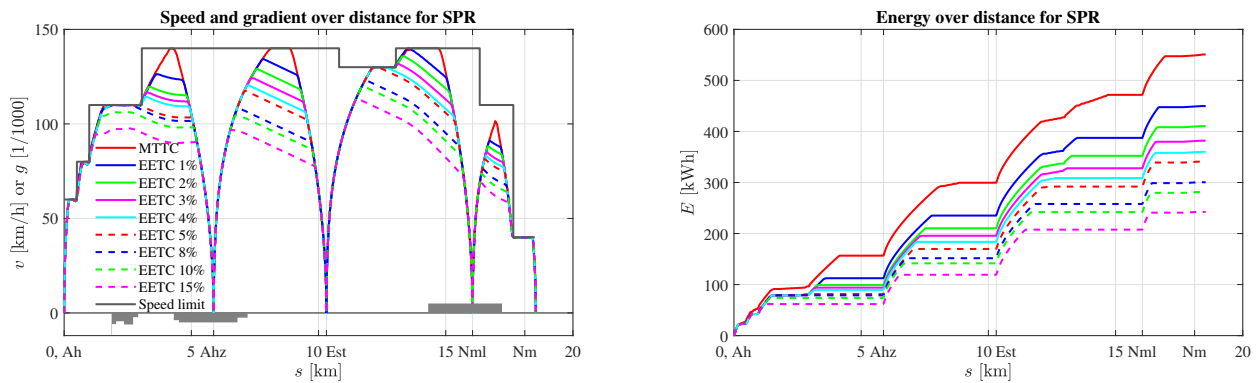 Speed and gradient over distance for SPR
150
100
50
0
v [km/h] or g [1/1000]
MTTC
EETC 1%
EETC 2%
EETC 3%
EETC 4%
EETC 5%
EETC 8%
EETC 10%
EETC 15%
Speed limit
0, Ah 5 Ahz 10 Est 15 Nml Nm 20
s [km]
Energy over distance for SPR
600
500
400
300
200
100
0
E [kWh]
0, Ah 5 Ahz 10 Est 15 Nml Nm 20
s [km]